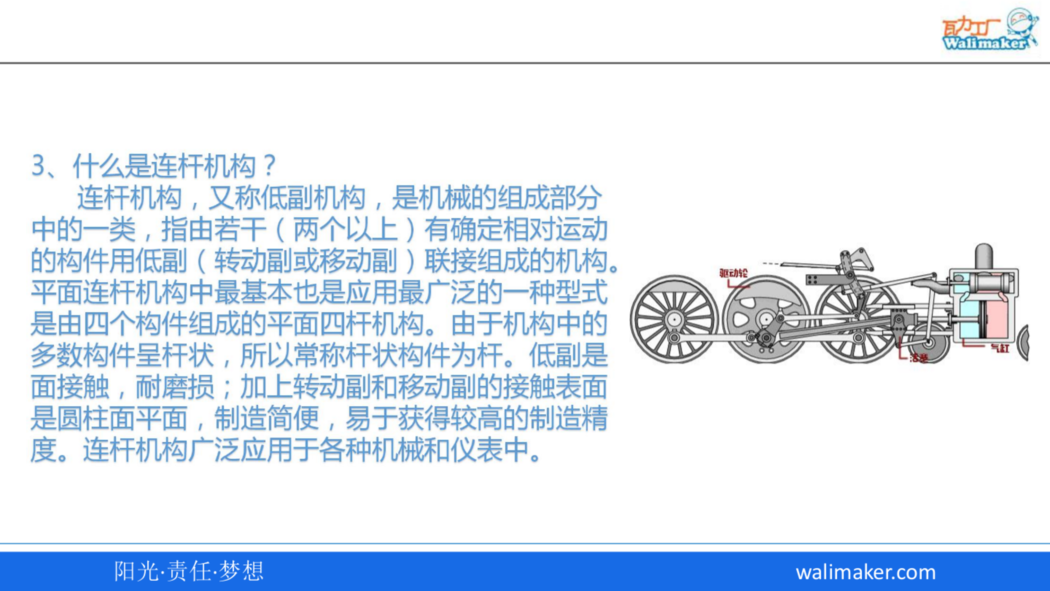 瓦力工厂
Walimaker
3、什么是连杆机构？
连杆机构，又称低副机构，是机械的组成部分
中的一类，指由若干（两个以上）有确定相对运动
的构件用低副（转动副或移动副）联接组成的机构。
平面连杆机构中最基本也是应用最广泛的一种型式
是由四个构件组成的平面四杆机构。由于机构中的
多数构件呈杆状，所以常称杆状构件为杆。低副是
面接触，耐磨损；加上转动副和移动副的接触表面
是圆柱面平面，制造简便，易于获得较高的制造精
度。连杆机构广泛应用于各种机械和仪表中。
驱动轮
活塞
气缸
阳光·责任·梦想
walimaker.com